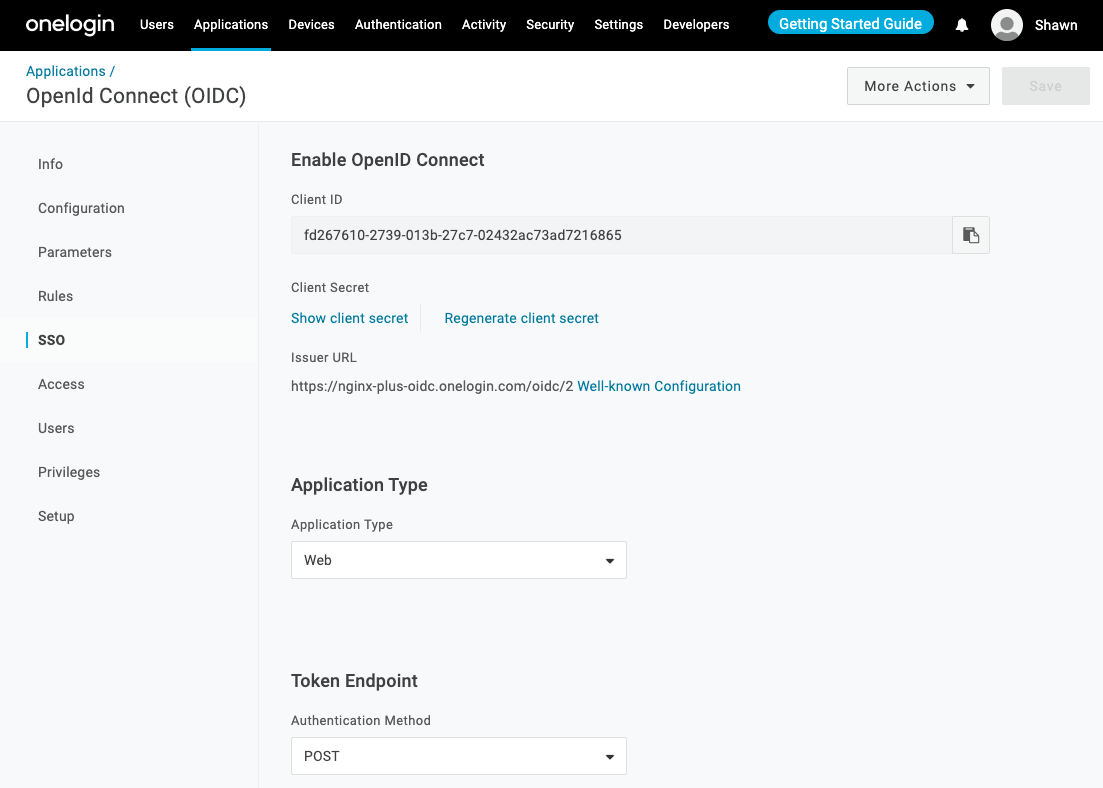 onelogin Users Applications Devices Authentication Activity Security Settings Developers Getting Started Guide Shawn
Applications /
OpenId Connect (OIDC)
More Actions Save
Info
Configuration
Parameters
Rules
SSO
Access
Users
Privileges
Setup
Enable OpenID Connect
Client ID
fd267610-2739-013b-27c7-02432ac73ad7216865
Client Secret
Show client secret Regenerate client secret
Issuer URL
https://nginx-plus-oidc.onelogin.com/oidc/2 Well-known Configuration
Application Type
Application Type
Web
Token Endpoint
Authentication Method
POST